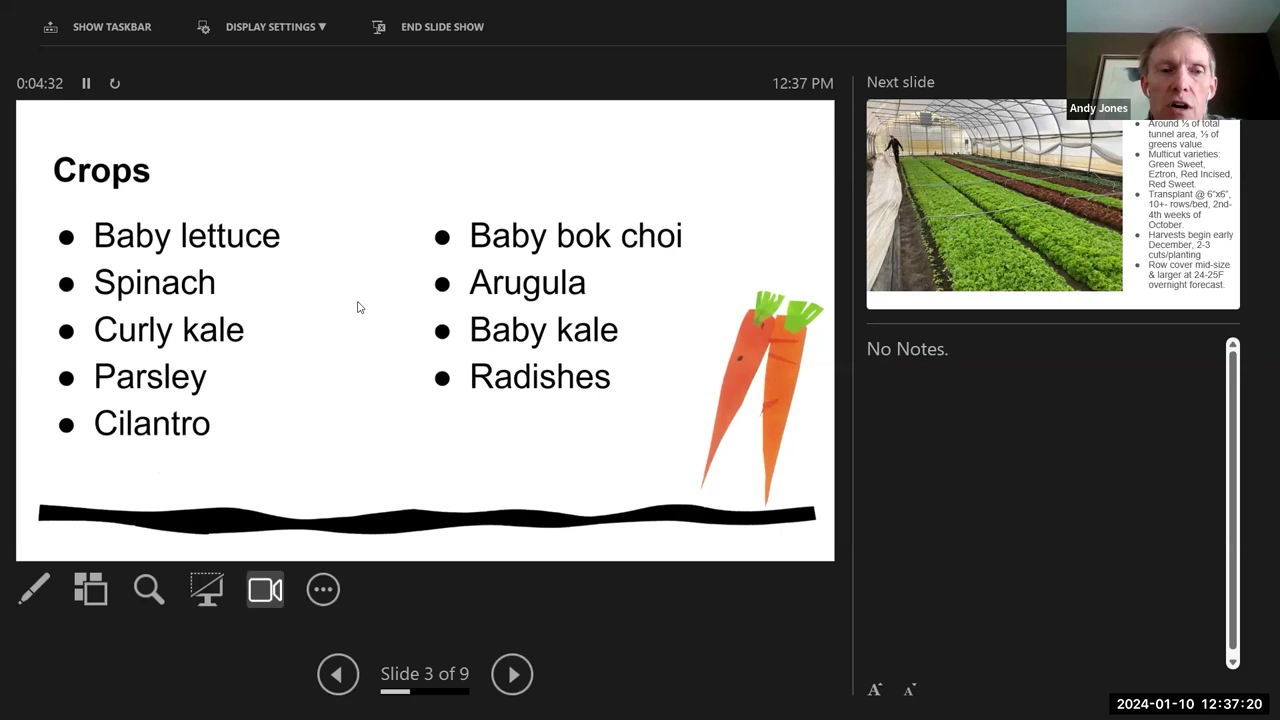 SHOW TASKBAR
DISPLAY SETTINGS ▼
END SLIDE SHOW
0:04:32
12:37 PM
Crops
● Baby lettuce
● Spinach
● Curly kale
● Parsley
● Cilantro
● Baby bok choi
● Arugula
● Baby kale
● Radishes
Slide 3 of 9
Next slide
Andy Jones
● Around ⅓ of total
tunnel area, ⅓ of
greens value.
● Multicut varieties:
Green Sweet,
Eztron, Red Incised,
Red Sweet.
● Transplant @ 6"x6",
10+- rows/bed, 2nd-
4th weeks of
October.
● Harvests begin early
December, 2-3
cuts/planting
● Row cover mid-size
& larger at 24-25F
overnight forecast.
No Notes.
A A
2024-01-10 12:37:20